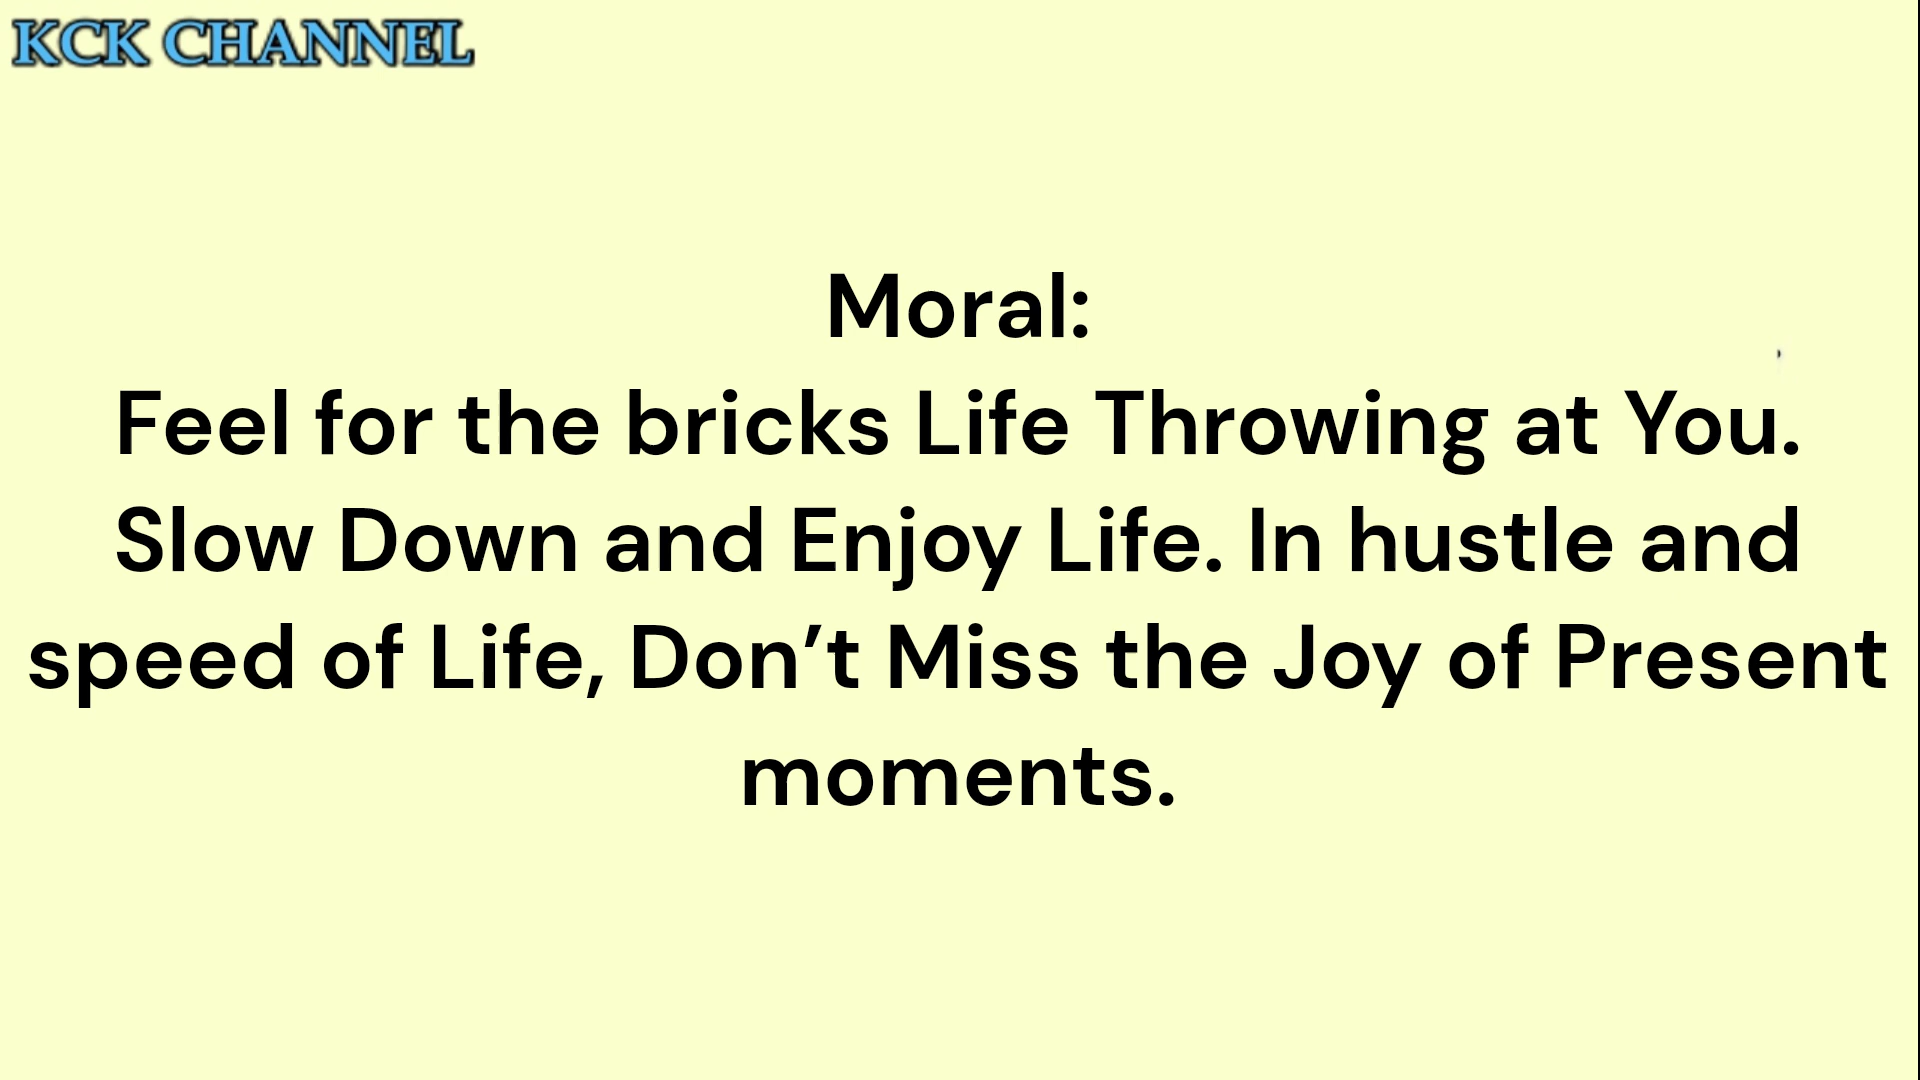 KCK CHANNEL
Moral:
Feel for the bricks Life Throwing at You.
Slow Down and Enjoy Life. In hustle and
speed of Life, Don’t Miss the Joy of Present
moments.